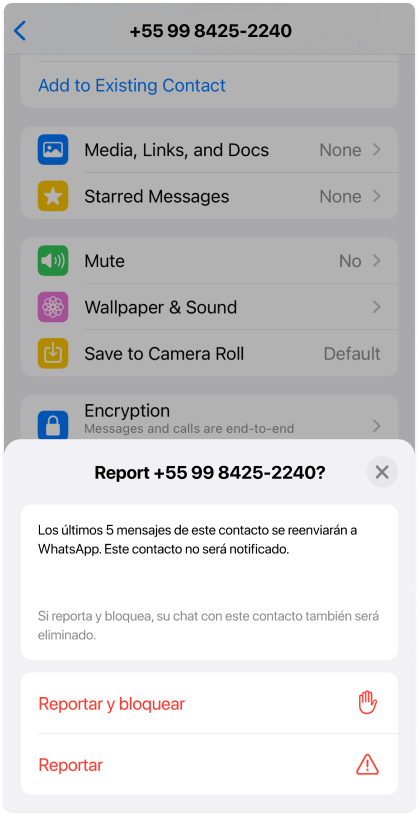 +55 99 8425-2240
Add to Existing Contact
Media, Links, and Docs None
Starred Messages None
Mute No
Wallpaper & Sound
Save to Camera Roll Default
Encryption
Messages and calls are end-to-end
Report +55 99 8425-2240?
Los últimos 5 mensajes de este contacto se reenviarán a
WhatsApp. Este contacto no será notificado.
Si reporta y bloquea, su chat con este contacto también será
eliminado.
Reportar y bloquear
Reportar